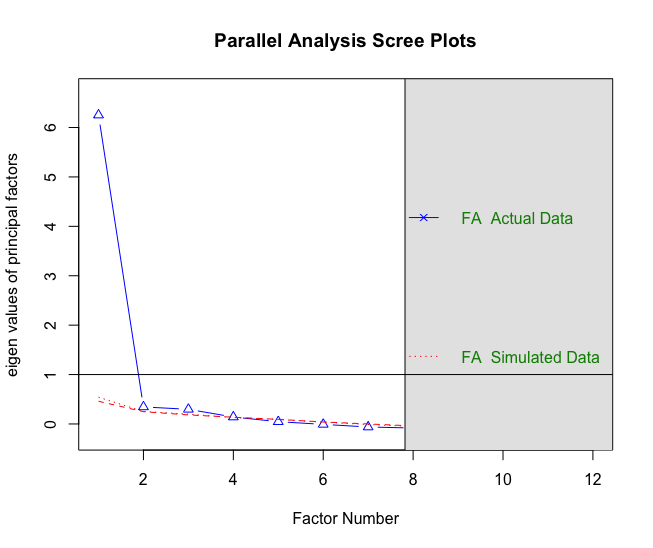 Parallel Analysis Scree Plots
eigen values of principal factors
6
5
4
3
2
1
0
FA Actual Data
FA Simulated Data
2 4 6 8 10 12
Factor Number